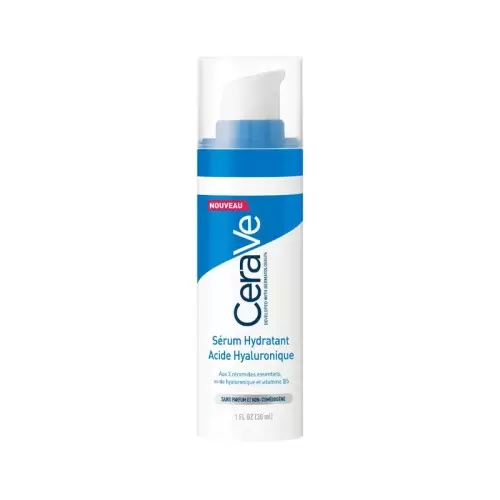 NOUVEAU
CeraVe
DEVELOPED WITH DERMATOLOGISTS
Sérum Hydratant
Acide Hyaluronique
Aux 3 céramides essentiels,
acide hyaluronique et vitamine B5
SANS PARFUM ET NON-COMÉDOGÈNE
1 FL OZ (30 ml)